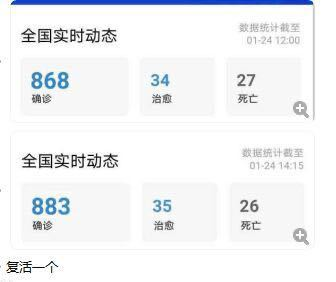 全国实时动态
数据统计截至
01-24 12:00
868
34
27
确诊
治愈
死亡
全国实时动态
数据统计截至
01-24 14:15
883
35
26
确诊
治愈
死亡
复活一个